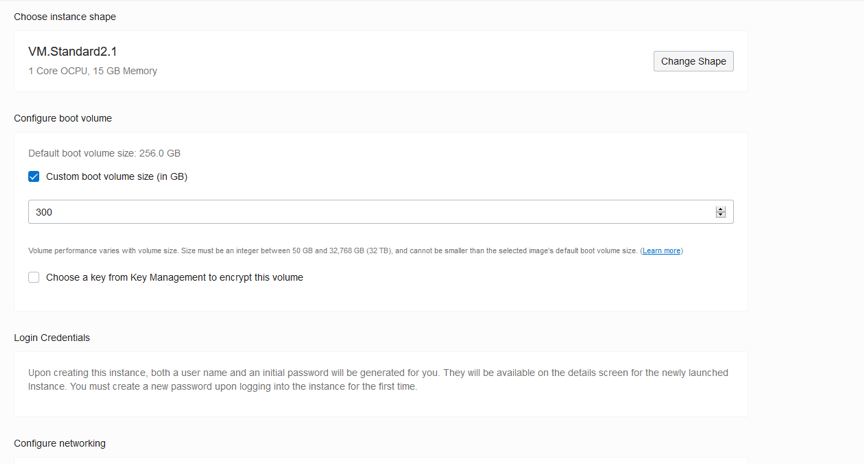 Choose instance shape
VM.Standard2.1
1 Core OCPU, 15 GB Memory
Change Shape
Configure boot volume
Default boot volume size: 256.0 GB
Custom boot volume size (in GB)
300
Volume performance varies with volume size. Size must be an integer between 50 GB and 32,768 GB (32 TB), and cannot be smaller than the selected image's default boot volume size. (Learn more)
Choose a key from Key Management to encrypt this volume
Login Credentials
Upon creating this instance, both a user name and an initial password will be generated for you. They will be available on the details screen for the newly launched
Instance. You must create a new password upon logging into the instance for the first time.
Configure networking